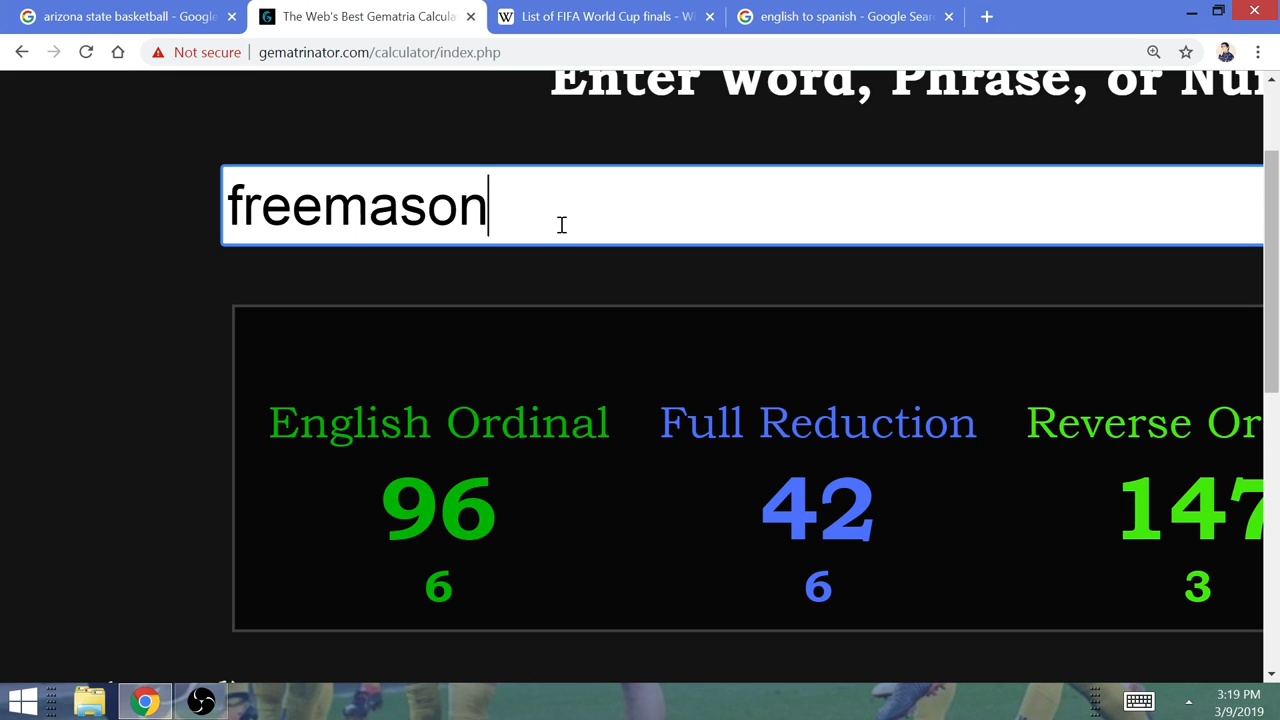 arizona state basketball - Google
The Web's Best Gematria Calcula
List of FIFA World Cup finals - Wi
english to spanish - Google Sear
Not secure
gematrinator.com/calculator/index.php
Enter Word, Phrase, or Nu
freemason
English Ordinal
Full Reduction
Reverse Or
96
42
147
6
6
3
3:19 PM
3/9/2019